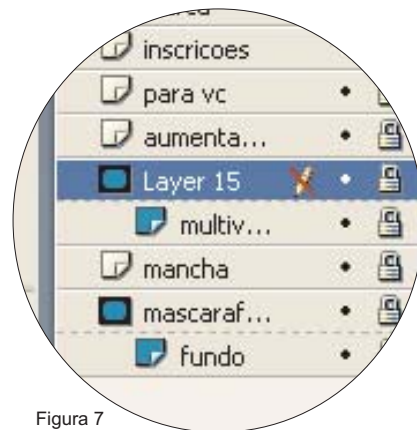 inscricoes
para vc
aumenta...
Layer 15
multiv...
mancha
mascaraf...
fundo
Figura 7